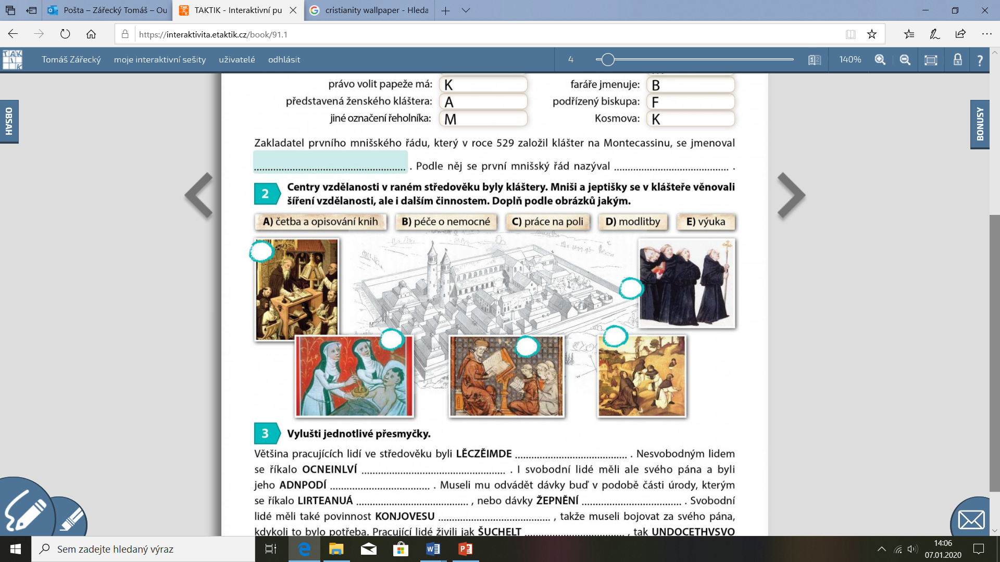 Pošta – Zářecký Tomáš – Ou
TAKTIK - Interaktivní pu
cristianity wallpaper - Hleda
https://interaktivita.etaktik.cz/book/91.1
TAKTIK
Tomáš Zářecký
moje interaktivní sešity
uživatelé
odhlásit
4
140%
?
OBSAH
BONUSY
právo volit papeže má: K
faráře jmenuje: B
představená ženského kláštera: A
podřízený biskupa: F
jiné označení řeholníka: M
Kosmova: K
Zakladatel prvního mnišského řádu, který v roce 529 založil klášter na Montecassinu, se jmenoval
....................................................... . Podle něj se první mnišský řád nazýval .......................................... .
2 Centry vzdělanosti v raném středověku byly kláštery. Mniši a jeptišky se v klášteře věnovali
šíření vzdělanosti, ale i dalším činnostem. Doplň podle obrázků jakým.
A) četba a opisování knih
B) péče o nemocné
C) práce na poli
D) modlitby
E) výuka
3 Vylušti jednotlivé přesmyčky.
Většina pracujících lidí ve středověku byli LĚCZĚIMDE ......................................... . Nesvobodným lidem
se říkalo OCNEINLVÍ ..................................................... . I svobodní lidé měli ale svého pána a byli
jeho ADNPODÍ ..................................... . Museli mu odvádět dávky buď v podobě části úrody, kterým
se říkalo LIRTEANUÁ ......................................... , nebo dávky ŽEPNĚNÍ ..................................... . Svobodní
lidé měli také povinnost KONJOVESU ......................................... , takže museli bojovat za svého pána,
kdykoli to bylo potřeba. Pracující lidé živili jak ŠUCHELT ..................................... , tak UNDOCETHVSVO
Sem zadejte hledaný výraz
14:06
07.01.2020